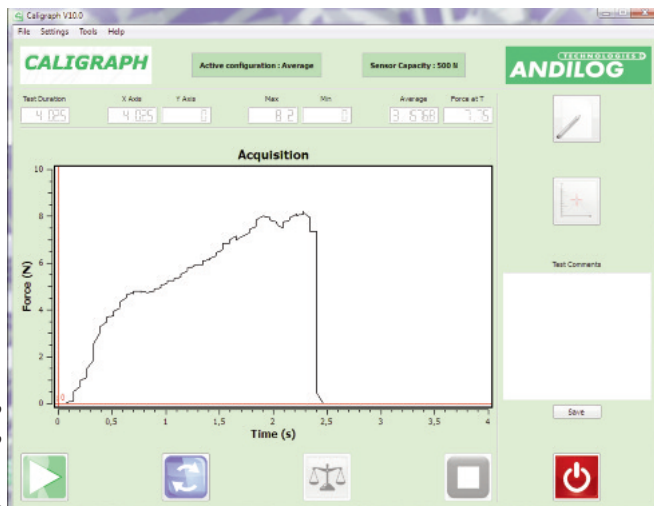 Caligraph V10.0
File Settings Tools Help
CALIGRAPH
Active configuration : Average
Sensor Capacity : 500 N
TECHNOLOGIES
ANDILOG
Test Duration X Axis Y Axis Max Min Average Force at T
4.025 4.025 0 8.2 0 3.6768 7.75
Acquisition
10
8
6
4
2
0
Force (N)
0 0,5 1 1,5 2 2,5 3 3,5 4
Time (s)
Test Comments
Save